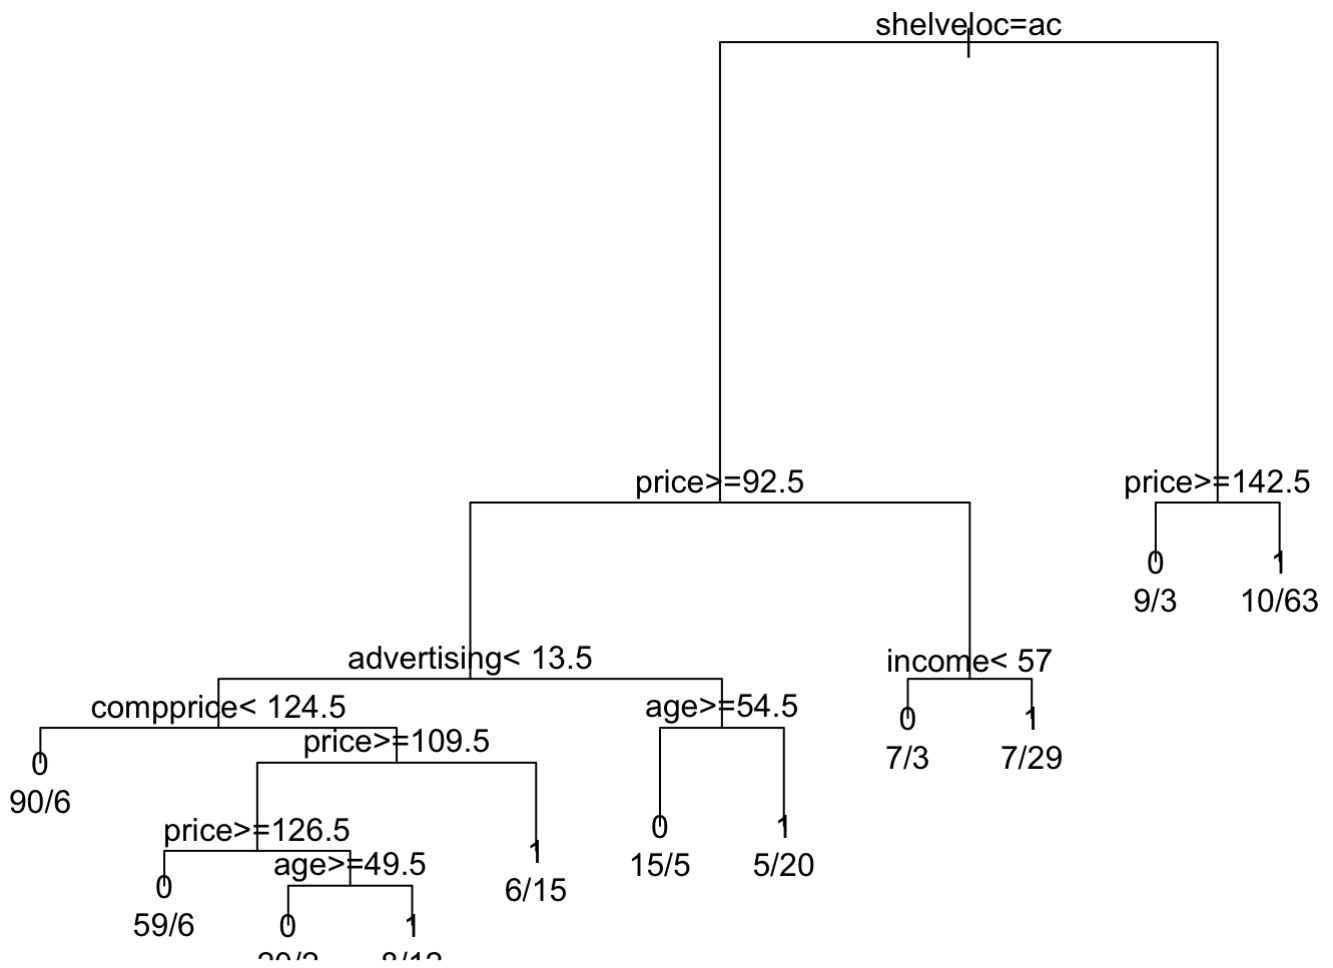 shelveloc=ac
price>=92.5
price>=142.5
0
1
9/3
10/63
advertising< 13.5
income< 57
compprice< 124.5
age>=54.5
0
1
price>=109.5
7/3
7/29
0
90/6
price>=126.5
0
1
1
age>=49.5
15/5
5/20
0
6/15
59/6
0
1